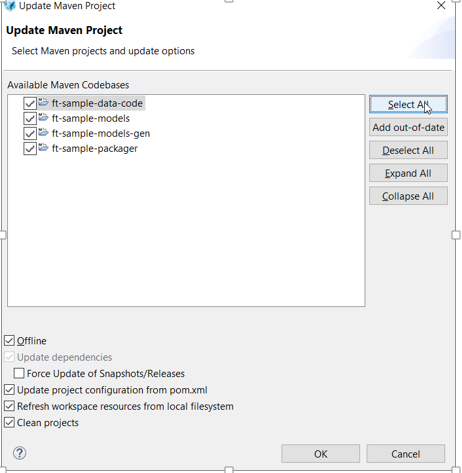 Update Maven Project
Update Maven Project
Select Maven projects and update options
Available Maven Codebases
ft-sample-data-code
ft-sample-models
ft-sample-models-gen
ft-sample-packager
Select All
Add out-of-date
Deselect All
Expand All
Collapse All
Offline
Update dependencies
Force Update of Snapshots/Releases
Update project configuration from pom.xml
Refresh workspace resources from local filesystem
Clean projects
?
OK
Cancel